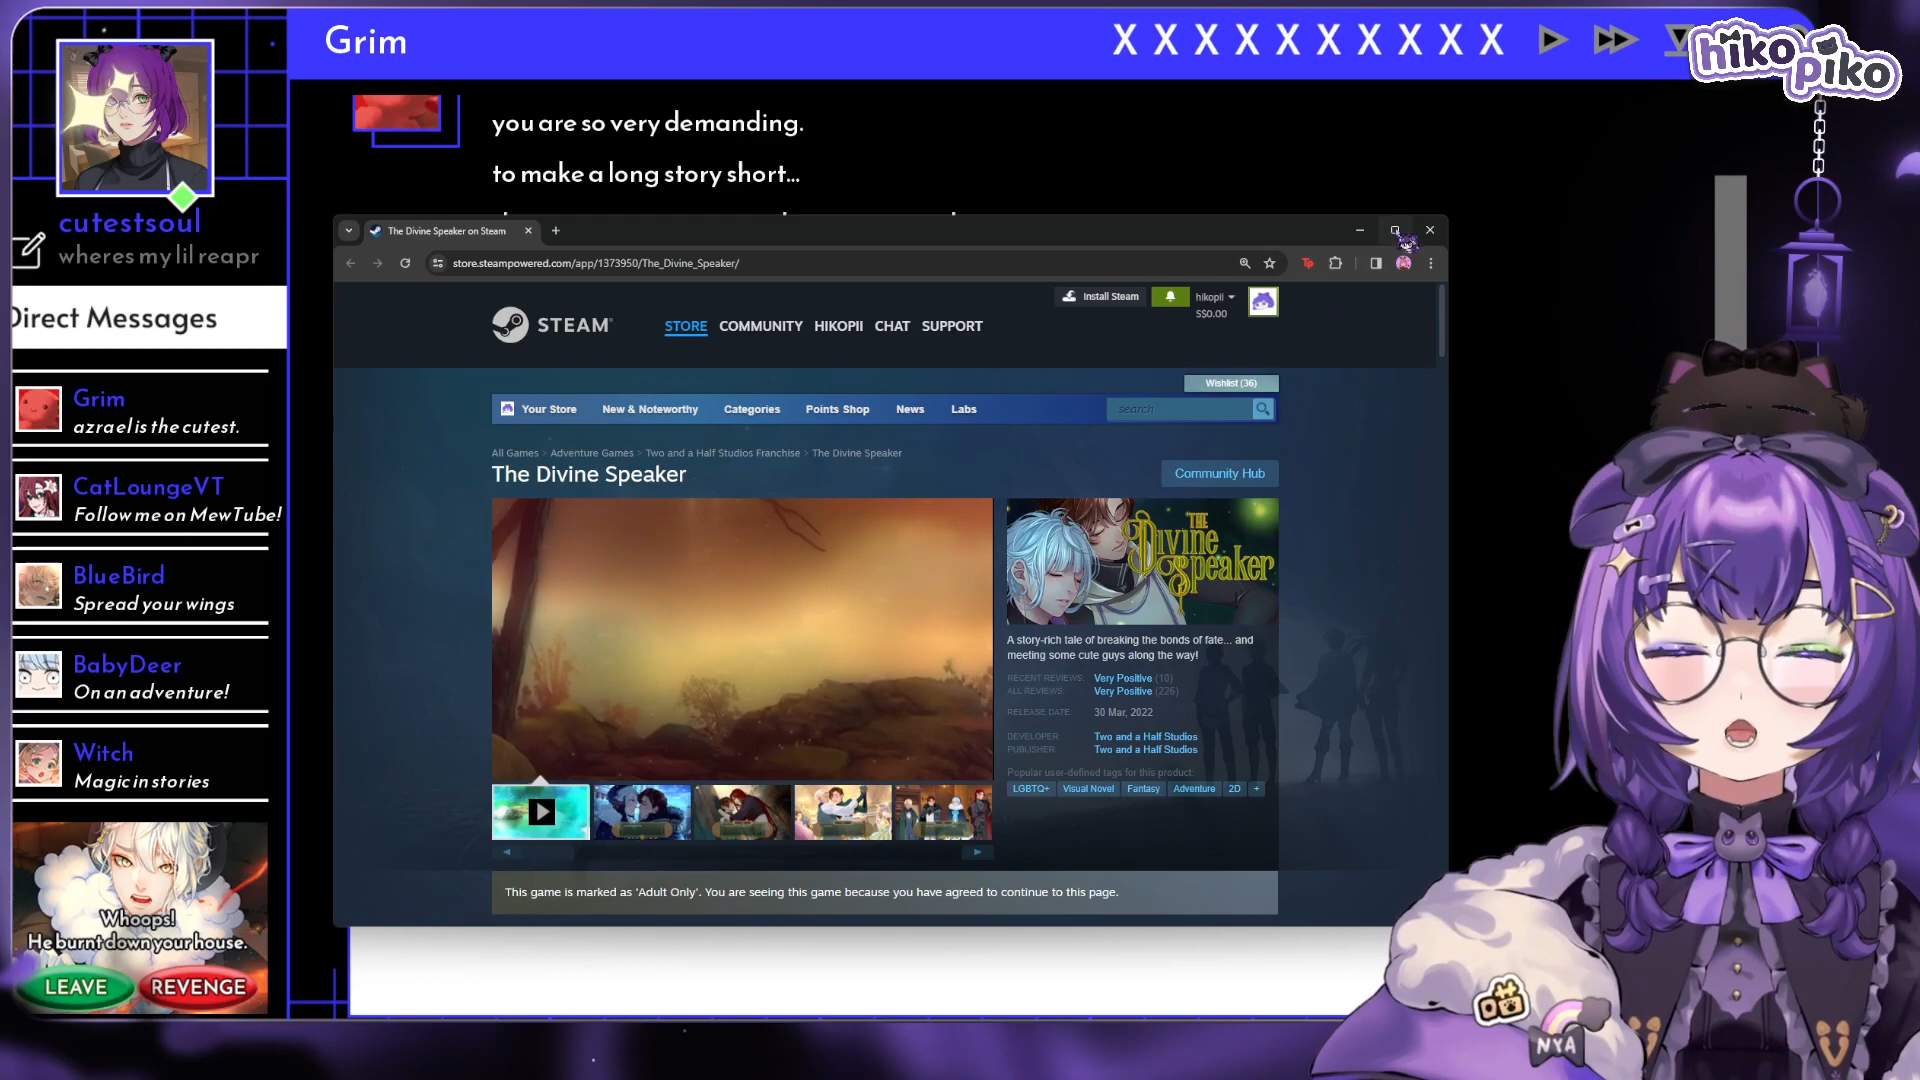 Grim
X X X X X X X X X X
hiko piko
you are so very demanding.
to make a long story short...
cutestsoul
wheres my lil reapr
Direct Messages
Grim
azrael is the cutest.
CatLoungeVT
Follow me on MewTube!
BlueBird
Spread your wings
BabyDeer
On an adventure!
Witch
Magic in stories
Whoops!
He burnt down your house.
LEAVE
REVENGE
The Divine Speaker on Steam
store.steampowered.com/app/1373950/The_Divine_Speaker/
Install Steam
hikopii
S$0.00
STEAM
STORE COMMUNITY HIKOPII CHAT SUPPORT
Wishlist (36)
Your Store New & Noteworthy Categories Points Shop News Labs
search
All Games > Adventure Games > Two and a Half Studios Franchise > The Divine Speaker
The Divine Speaker
Community Hub
THE Divine Speaker
A story-rich tale of breaking the bonds of fate... and
meeting some cute guys along the way!
RECENT REVIEWS: Very Positive (10)
ALL REVIEWS: Very Positive (226)
RELEASE DATE: 30 Mar, 2022
DEVELOPER: Two and a Half Studios
PUBLISHER: Two and a Half Studios
Popular user-defined tags for this product:
LGBTQ+ Visual Novel Fantasy Adventure 2D +
This game is marked as 'Adult Only'. You are seeing this game because you have agreed to continue to this page.
NYA